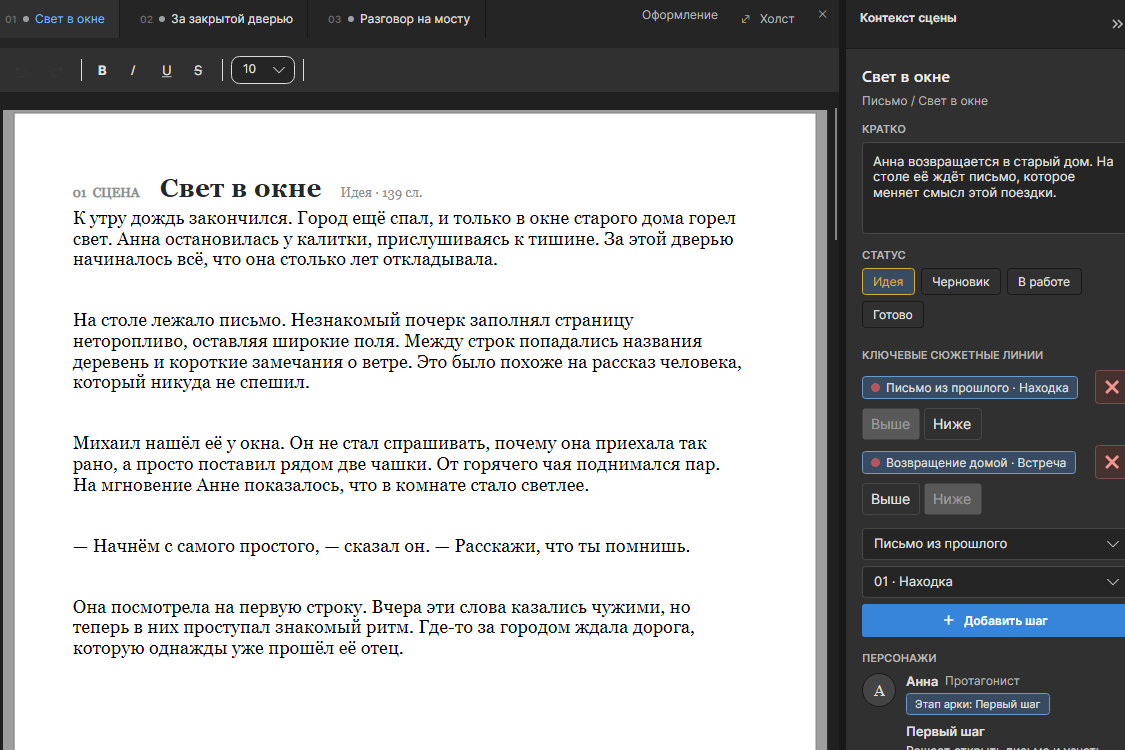 01 Свет в окне 02 За закрытой дверью 03 Разговор на мосту Оформление Холст
B I U S 10
01 СЦЕНА Свет в окне Идея · 139 сл.
К утру дождь закончился. Город ещё спал, и только в окне старого дома горел
свет. Анна остановилась у калитки, прислушиваясь к тишине. За этой дверью
начиналось всё, что она столько лет откладывала.
На столе лежало письмо. Незнакомый почерк заполнял страницу
неторопливо, оставляя широкие поля. Между строк попадались названия
деревень и короткие замечания о ветре. Это было похоже на рассказ человека,
который никуда не спешил.
Михаил нашёл её у окна. Он не стал спрашивать, почему она приехала так
рано, а просто поставил рядом две чашки. От горячего чая поднимался пар.
На мгновение Анне показалось, что в комнате стало светлее.
— Начнём с самого простого, — сказал он. — Расскажи, что ты помнишь.
Она посмотрела на первую строку. Вчера эти слова казались чужими, но
теперь в них проступал знакомый ритм. Где-то за городом ждала дорога,
которую однажды уже прошёл её отец.
Контекст сцены
Свет в окне
Письмо / Свет в окне
КРАТКО
Анна возвращается в старый дом. На
столе её ждёт письмо, которое
меняет смысл этой поездки.
СТАТУС
Идея Черновик В работе
Готово
КЛЮЧЕВЫЕ СЮЖЕТНЫЕ ЛИНИИ
Письмо из прошлого · Находка
Выше Ниже
Возвращение домой · Встреча
Выше Ниже
Письмо из прошлого
01 · Находка
+ Добавить шаг
ПЕРСОНАЖИ
А Анна Протагонист
Этап арки: Первый шаг
Первый шаг